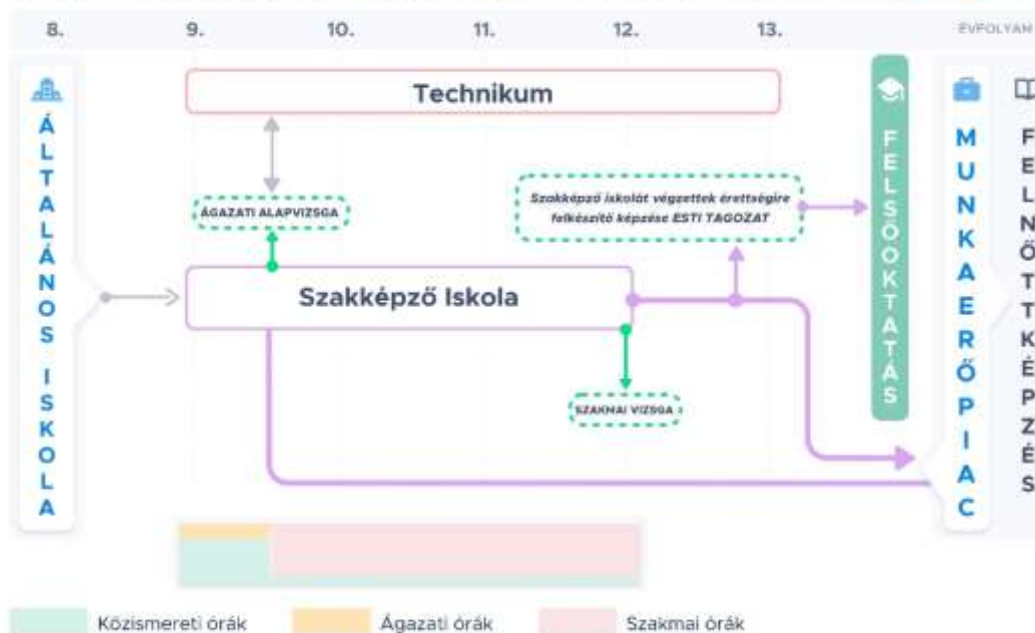 8. 9. 10. 11. 12. 13. ÉVFOLYAM
ÁLTALÁNOS ISKOLA
Technikum
ÁGAZATI ALAPVIZSGA
Szakképző iskolát végzettek érettségire
felkészítő képzése ESTI TAGOZAT
Szakképző Iskola
SZAKMAI VIZSGA
FELSŐOKTATÁS
MUNKAERŐPIAC
FELNŐTTKÉPZÉS
Közismereti órák Ágazati órák Szakmai órák